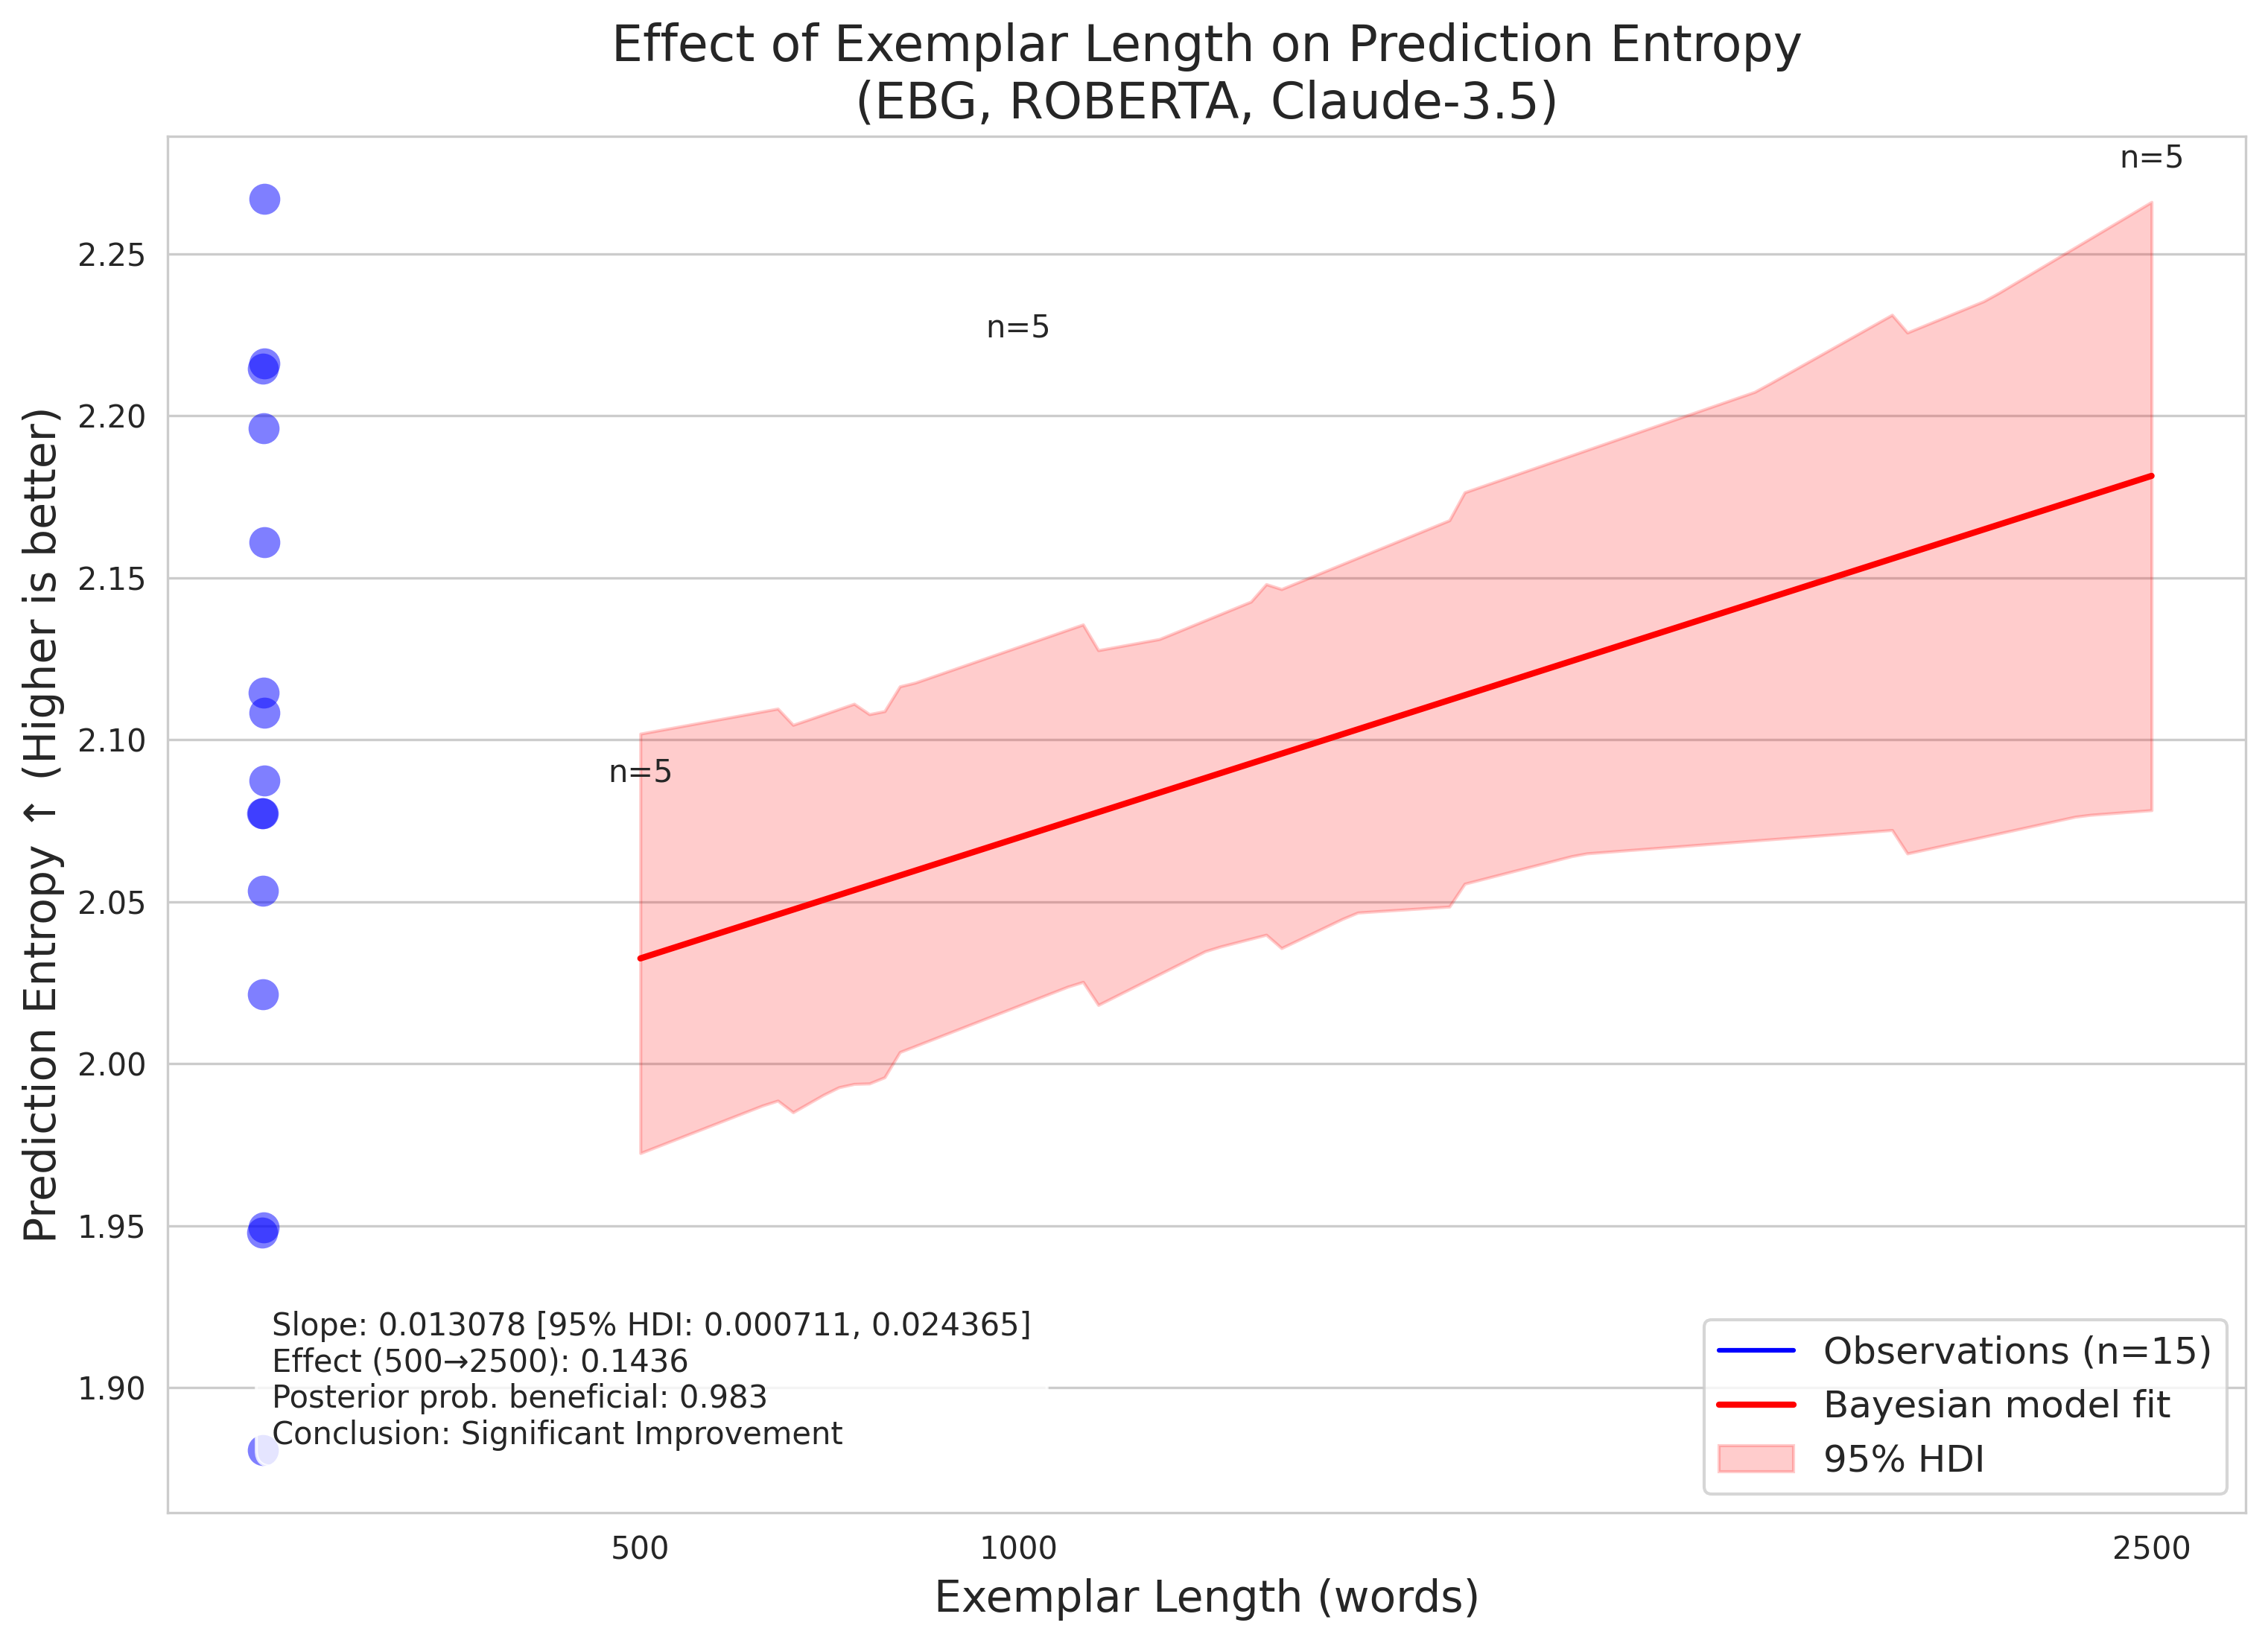 Effect of Exemplar Length on Prediction Entropy
(EBG, ROBERTA, Claude-3.5)
Prediction Entropy ↑ (Higher is better)
2.25
2.20
2.15
2.10
2.05
2.00
1.95
1.90
n=5
n=5
n=5
Slope: 0.013078 [95% HDI: 0.000711, 0.024365]
Effect (500→2500): 0.1436
Posterior prob. beneficial: 0.983
Conclusion: Significant Improvement
Observations (n=15)
Bayesian model fit
95% HDI
500
1000
2500
Exemplar Length (words)